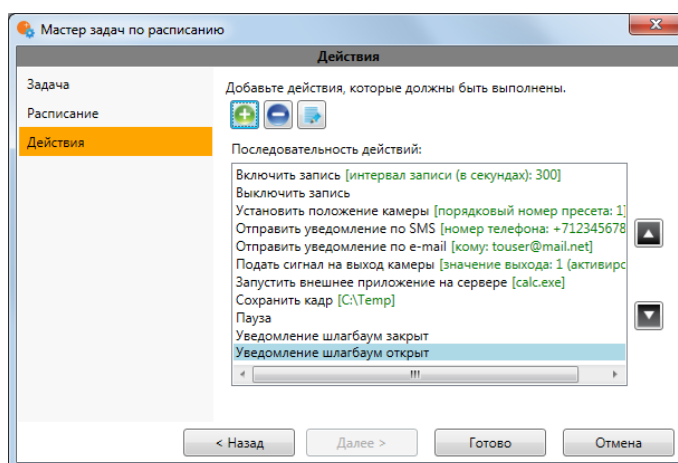 Мастер задач по расписанию
Действия
Задача
Расписание
Действия
Добавьте действия, которые должны быть выполнены.
Последовательность действий:
Включить запись [интервал записи (в секундах): 300]
Выключить запись
Установить положение камеры [порядковый номер пресета: 1]
Отправить уведомление по SMS [номер телефона: +712345678
Отправить уведомление по e-mail [кому: touser@mail.net]
Подать сигнал на выход камеры [значение выхода: 1 (активирс
Запустить внешнее приложение на сервере [calc.exe]
Сохранить кадр [C:\Temp]
Пауза
Уведомление шлагбаум закрыт
Уведомление шлагбаум открыт
< Назад
Далее >
Готово
Отмена